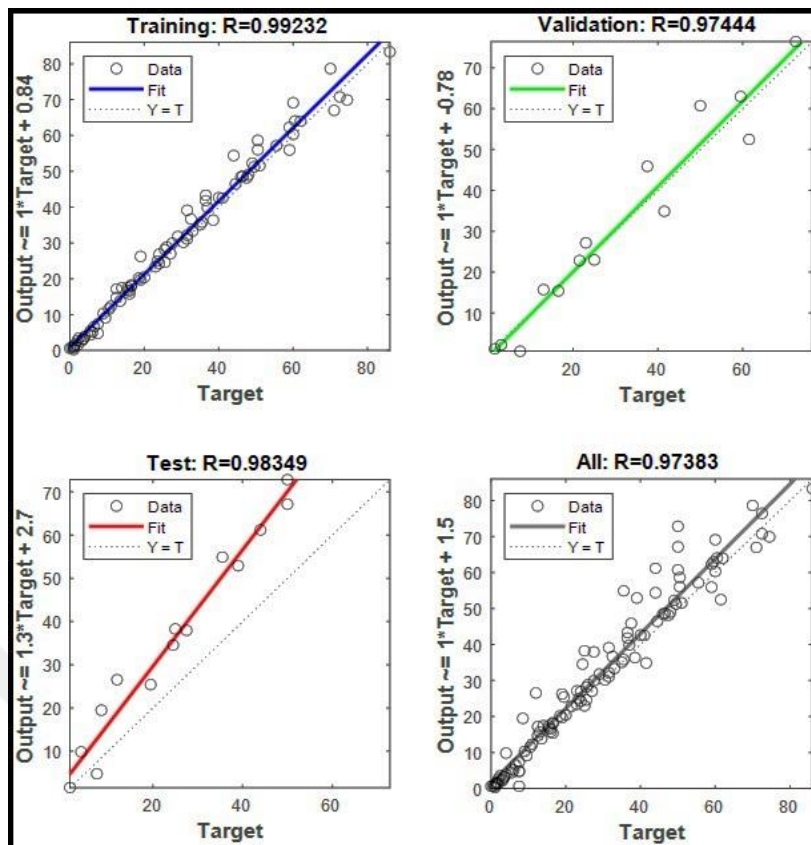 Training: R=0.99232
Output ~= 1*Target + 0.84
80
70
60
50
40
30
20
10
0
Data
Fit
Y = T
0
20
40
60
80
Target
Validation: R=0.97444
Output ~= 1*Target + -0.78
70
60
50
40
30
20
10
Data
Fit
Y = T
20
40
60
Target
Test: R=0.98349
Output ~= 1.3*Target + 2.7
70
60
50
40
30
20
10
Data
Fit
Y = T
20
40
60
Target
All: R=0.97383
Output ~= 1*Target + 1.5
80
70
60
50
40
30
20
10
0
Data
Fit
Y = T
0
20
40
60
80
Target